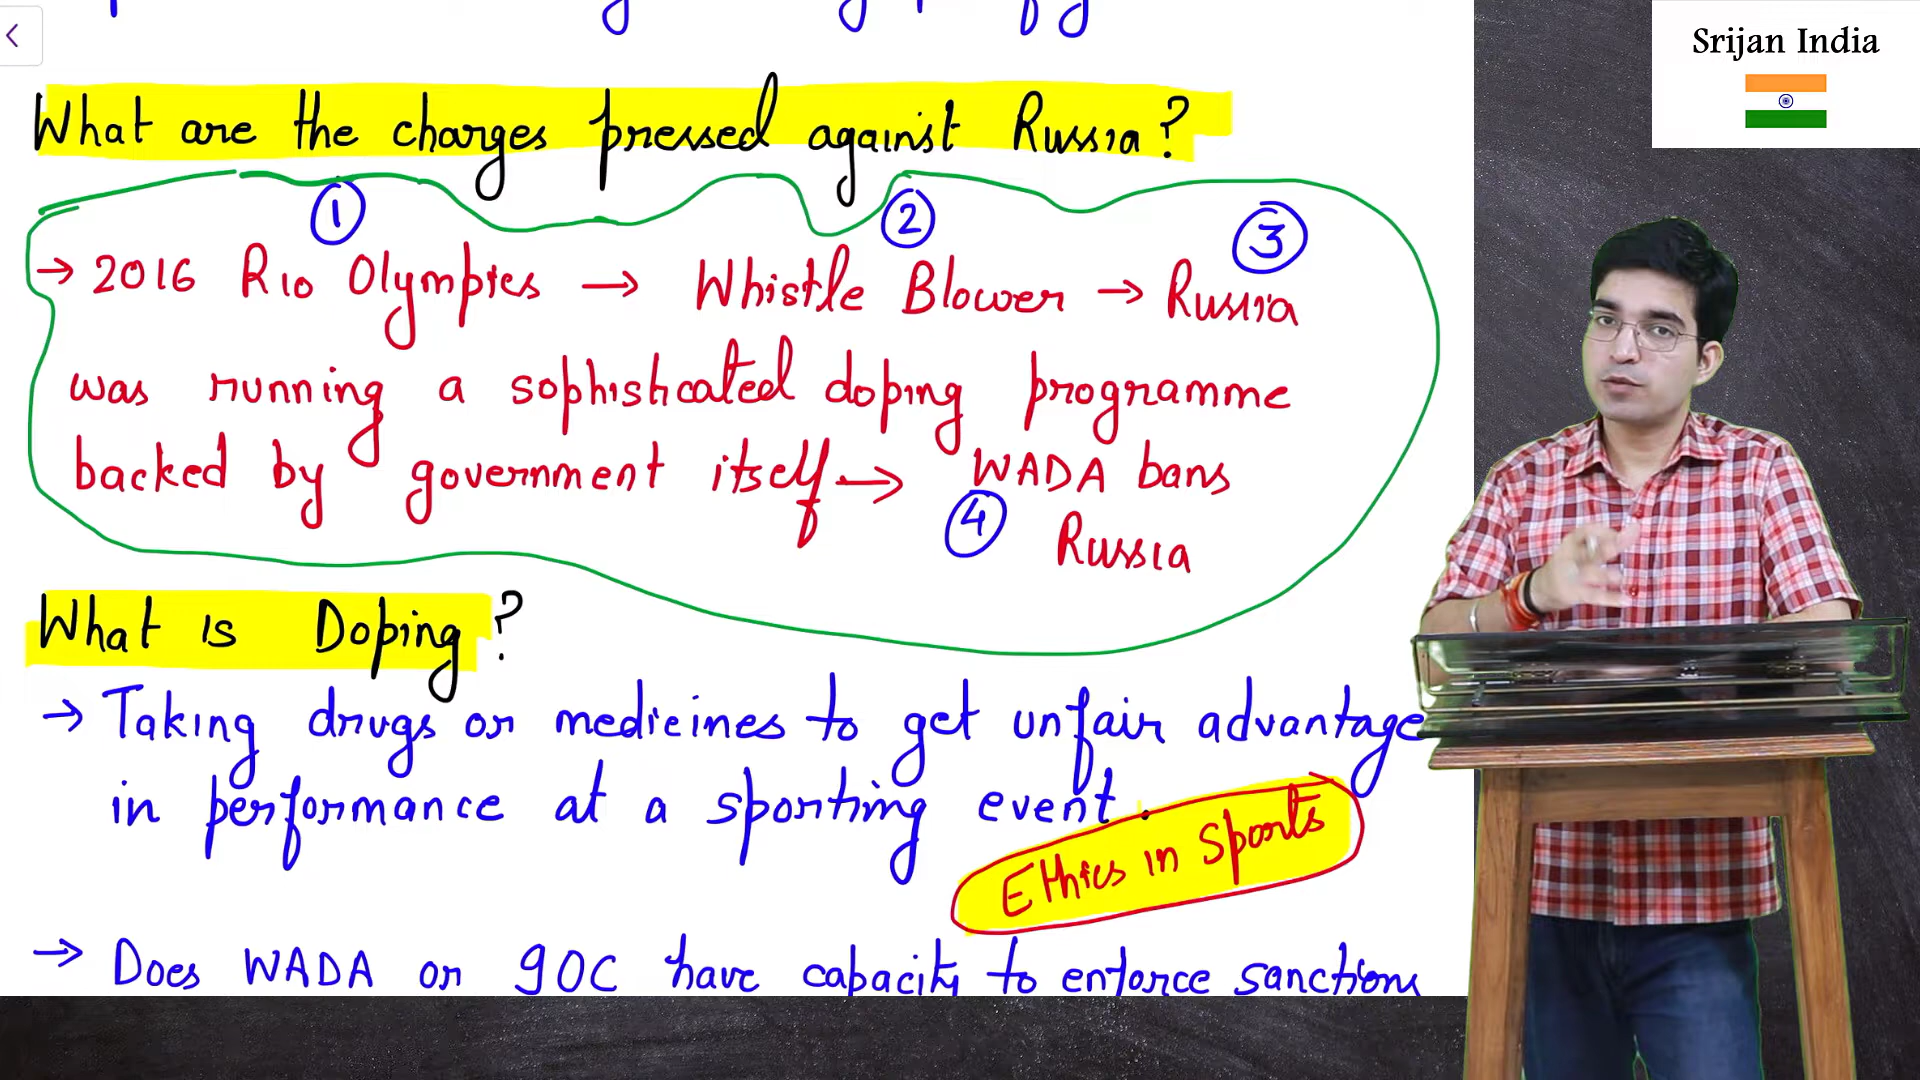 Srijan India
What are the charges pressed against Russia?
1 2 3
→ 2016 Rio Olympics → Whistle Blower → Russia
was running a sophisticated doping programme
backed by government itself → WADA bans
4 Russia
What is Doping?
→ Taking drugs or medicines to get unfair advantage
in performance at a sporting event.
Ethics in Sports
→ Does WADA or IOC have capacity to enforce sanctions